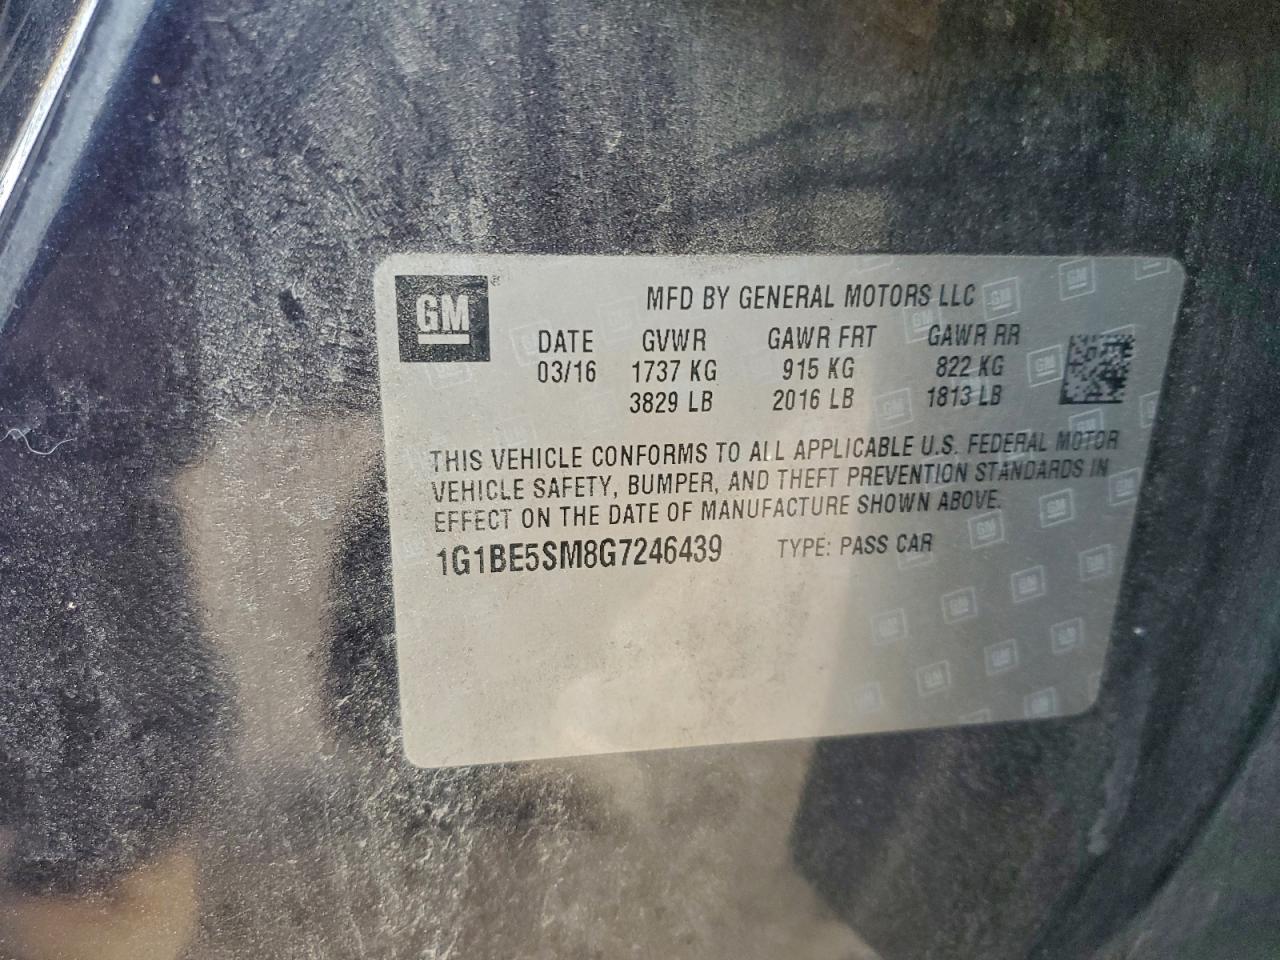 GM
MFD BY GENERAL MOTORS LLC
DATE GVWR GAWR FRT GAWR RR
03/16 1737 KG 915 KG 822 KG
3829 LB 2016 LB 1813 LB
THIS VEHICLE CONFORMS TO ALL APPLICABLE U.S. FEDERAL MOTOR
VEHICLE SAFETY, BUMPER, AND THEFT PREVENTION STANDARDS IN
EFFECT ON THE DATE OF MANUFACTURE SHOWN ABOVE.
1G1BE5SM8G7246439 TYPE: PASS CAR